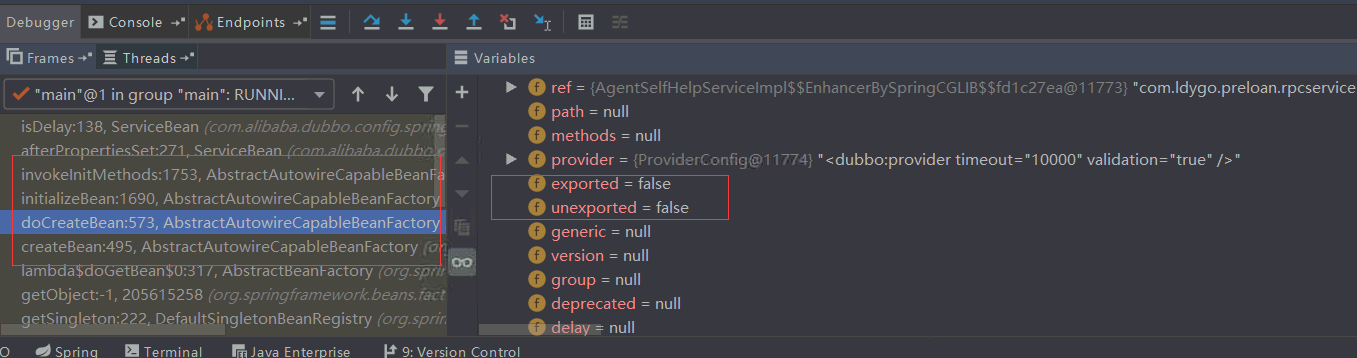 Debugger Console Endpoints
Frames Threads
"main"@1 in group "main": RUNNI...
isDelay:138, ServiceBean (com.alibaba.dubbo.config.spring
afterPropertiesSet:271, ServiceBean (com.alibaba.dubbo.c
invokeInitMethods:1753, AbstractAutowireCapableBeanFa
initializeBean:1690, AbstractAutowireCapableBeanFactory
doCreateBean:573, AbstractAutowireCapableBeanFactory
createBean:495, AbstractAutowireCapableBeanFactory (or
lambda$doGetBean$0:317, AbstractBeanFactory (org.sprin
getObject:-1, 205615258 (org.springframework.beans.fact
getSingleton:222, DefaultSingletonBeanRegistry (org.sprin
Variables
ref = {AgentSelfHelpServiceImpl$$EnhancerBySpringCGLIB$$fd1c27ea@11773} "com.ldygo.preloan.rpcservice
path = null
methods = null
provider = {ProviderConfig@11774} "<dubbo:provider timeout="10000" validation="true" />"
exported = false
unexported = false
generic = null
version = null
group = null
deprecated = null
delay = null
O Spring Terminal Java Enterprise 9: Version Control